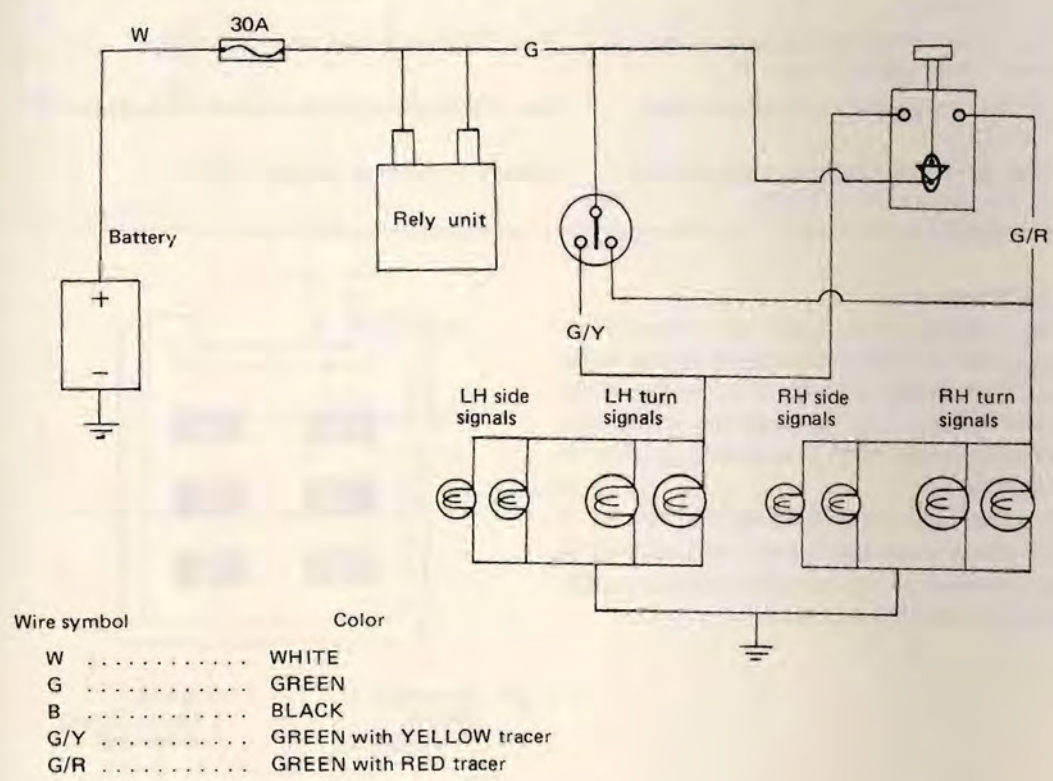 30A
W
G
Rely unit
Battery
+
−
G/R
G/Y
LH side
signals
LH turn
signals
RH side
signals
RH turn
signals
Wire symbol Color
W ............ WHITE
G ............ GREEN
B ............ BLACK
G/Y ............ GREEN with YELLOW tracer
G/R ............ GREEN with RED tracer